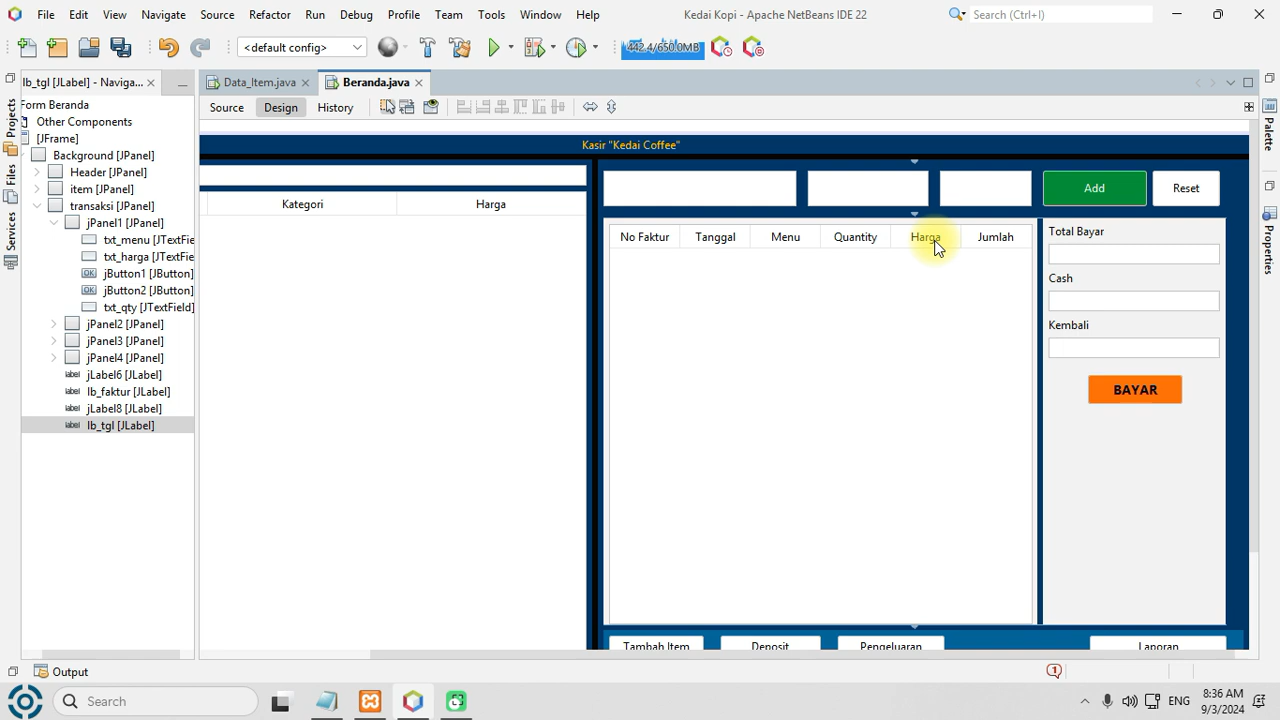 File Edit View Navigate Source Refactor Run Debug Profile Team Tools Window Help Kedai Kopi - Apache NetBeans IDE 22 Search (Ctrl+I)
<default config> 442.4/650.0MB
lb_tgl [JLabel] - Naviga... Data_Item.java Beranda.java
Source Design History
Form Beranda
Other Components
[JFrame]
Background [JPanel]
Header [JPanel]
item [JPanel]
transaksi [JPanel]
jPanel1 [JPanel]
txt_menu [JTextFie
txt_harga [JTextFie
jButton1 [JButton]
jButton2 [JButton]
txt_qty [JTextField]
jPanel2 [JPanel]
jPanel3 [JPanel]
jPanel4 [JPanel]
jLabel6 [JLabel]
lb_faktur [JLabel]
jLabel8 [JLabel]
lb_tgl [JLabel]
Projects
Files
Services
Kasir "Kedai Coffee"
Kategori Harga
Add Reset
No Faktur Tanggal Menu Quantity Harga Jumlah
Total Bayar
Cash
Kembali
BAYAR
Tambah Item Deposit Pengeluaran Laporan
Palette
Properties
Output
Search
ENG
8:36 AM
9/3/2024